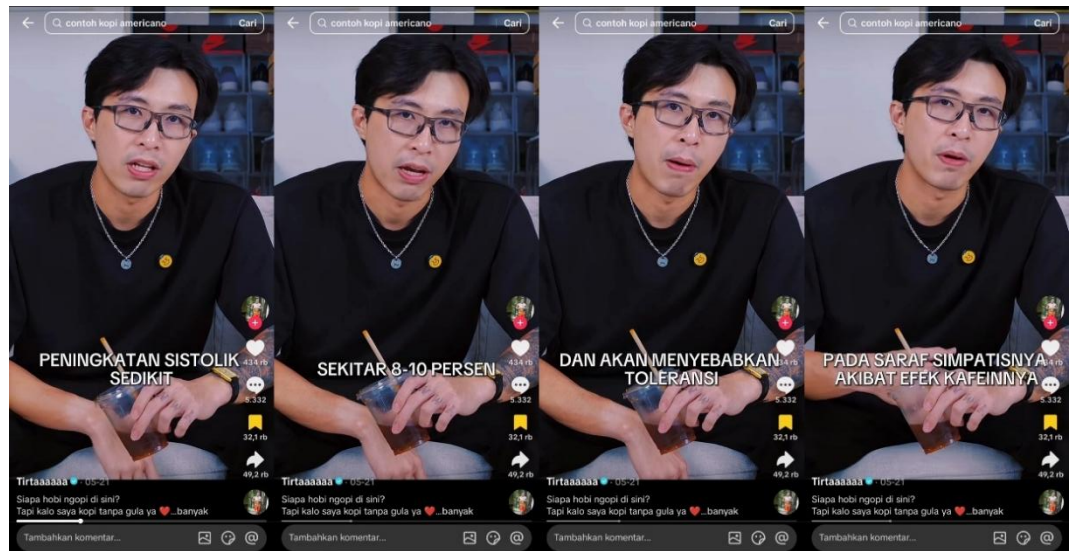 contoh kopi americano Cari
PENINGKATAN SISTOLIK
SEDIKIT
434 rb
5.332
32,1 rb
49,2 rb
Tirtaaaaaa · 05-21
Siapa hobi ngopi di sini?
Tapi kalo saya kopi tanpa gula ya ❤️...banyak
Tambahkan komentar... @
contoh kopi americano Cari
SEKITAR 8-10 PERSEN
434 rb
5.332
32,1 rb
49,2 rb
Tirtaaaaaa · 05-21
Siapa hobi ngopi di sini?
Tapi kalo saya kopi tanpa gula ya ❤️...banyak
Tambahkan komentar... @
contoh kopi americano Cari
DAN AKAN MENYEBABKAN
TOLERANSI
434 rb
5.332
32,1 rb
49,2 rb
Tirtaaaaaa · 05-21
Siapa hobi ngopi di sini?
Tapi kalo saya kopi tanpa gula ya ❤️...banyak
Tambahkan komentar... @
contoh kopi americano Cari
PADA SARAF SIMPATISNYA
AKIBAT EFEK KAFEINNYA
434 rb
5.332
32,1 rb
49,2 rb
Tirtaaaaaa · 05-21
Siapa hobi ngopi di sini?
Tapi kalo saya kopi tanpa gula ya ❤️...banyak
Tambahkan komentar... @